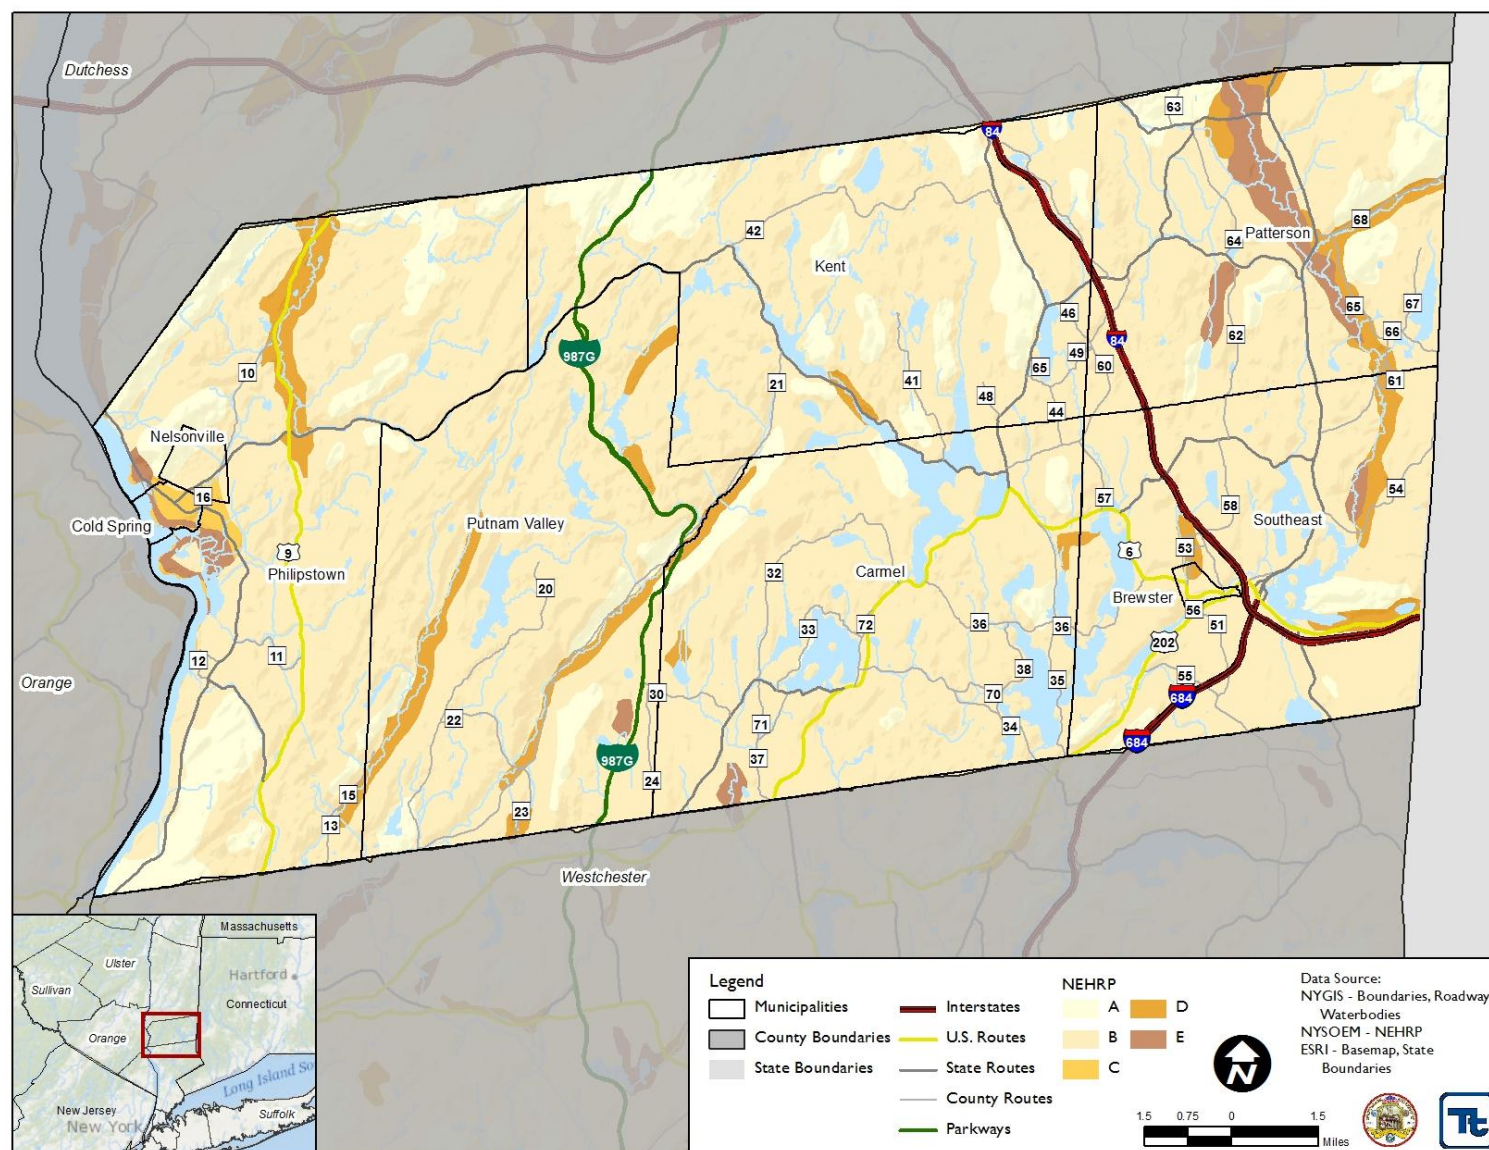 Dutchess
84
63
42
Kent
64
Patterson
68
46
65
67
84
66
987G
10
49
62
60
61
21
41
65
48
44
Nelsonville
16
57
58
54
Cold Spring
Putnam Valley
Southeast
9
6
53
Philipstown
32
Carmel
20
Brewster
56
33
72
36
36
51
202
12
11
Orange
38
35
55
30
70
684
22
71
34
684
37
987G
24
15
23
13
Westchester
Massachusetts
Ulster
Hartford
Sullivan
Connecticut
Orange
Long Island So
New Jersey
New York
Suffolk
Legend
Municipalities
County Boundaries
State Boundaries
Interstates
U.S. Routes
State Routes
County Routes
Parkways
NEHRP
A
D
B
E
C
N
Data Source:
NYGIS - Boundaries, Roadway
Waterbodies
NYSOEM - NEHRP
ESRI - Basemap, State
Boundaries
1.5 0.75 0 1.5
Miles
Tt